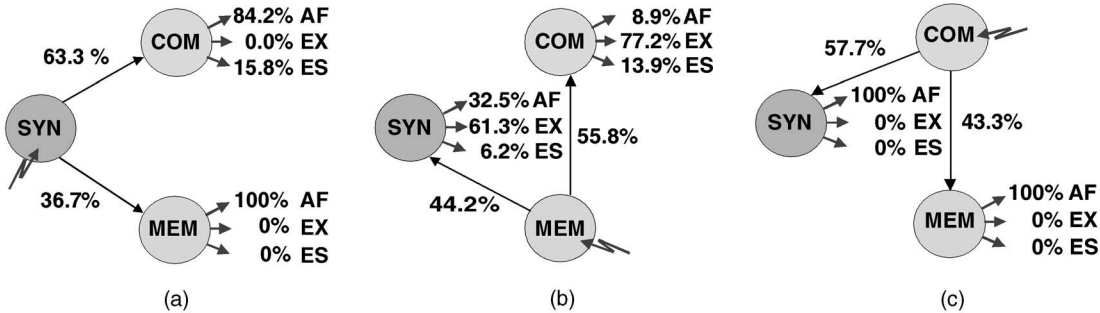 84.2% AF
COM 0.0% EX
63.3 % 15.8% ES
SYN
36.7% 100% AF
MEM 0% EX
0% ES
(a)
8.9% AF
COM 77.2% EX
13.9% ES
32.5% AF
SYN 61.3% EX
6.2% ES
55.8%
44.2%
MEM
(b)
COM
57.7%
100% AF
SYN 0% EX
0% ES
43.3%
100% AF
MEM 0% EX
0% ES
(c)